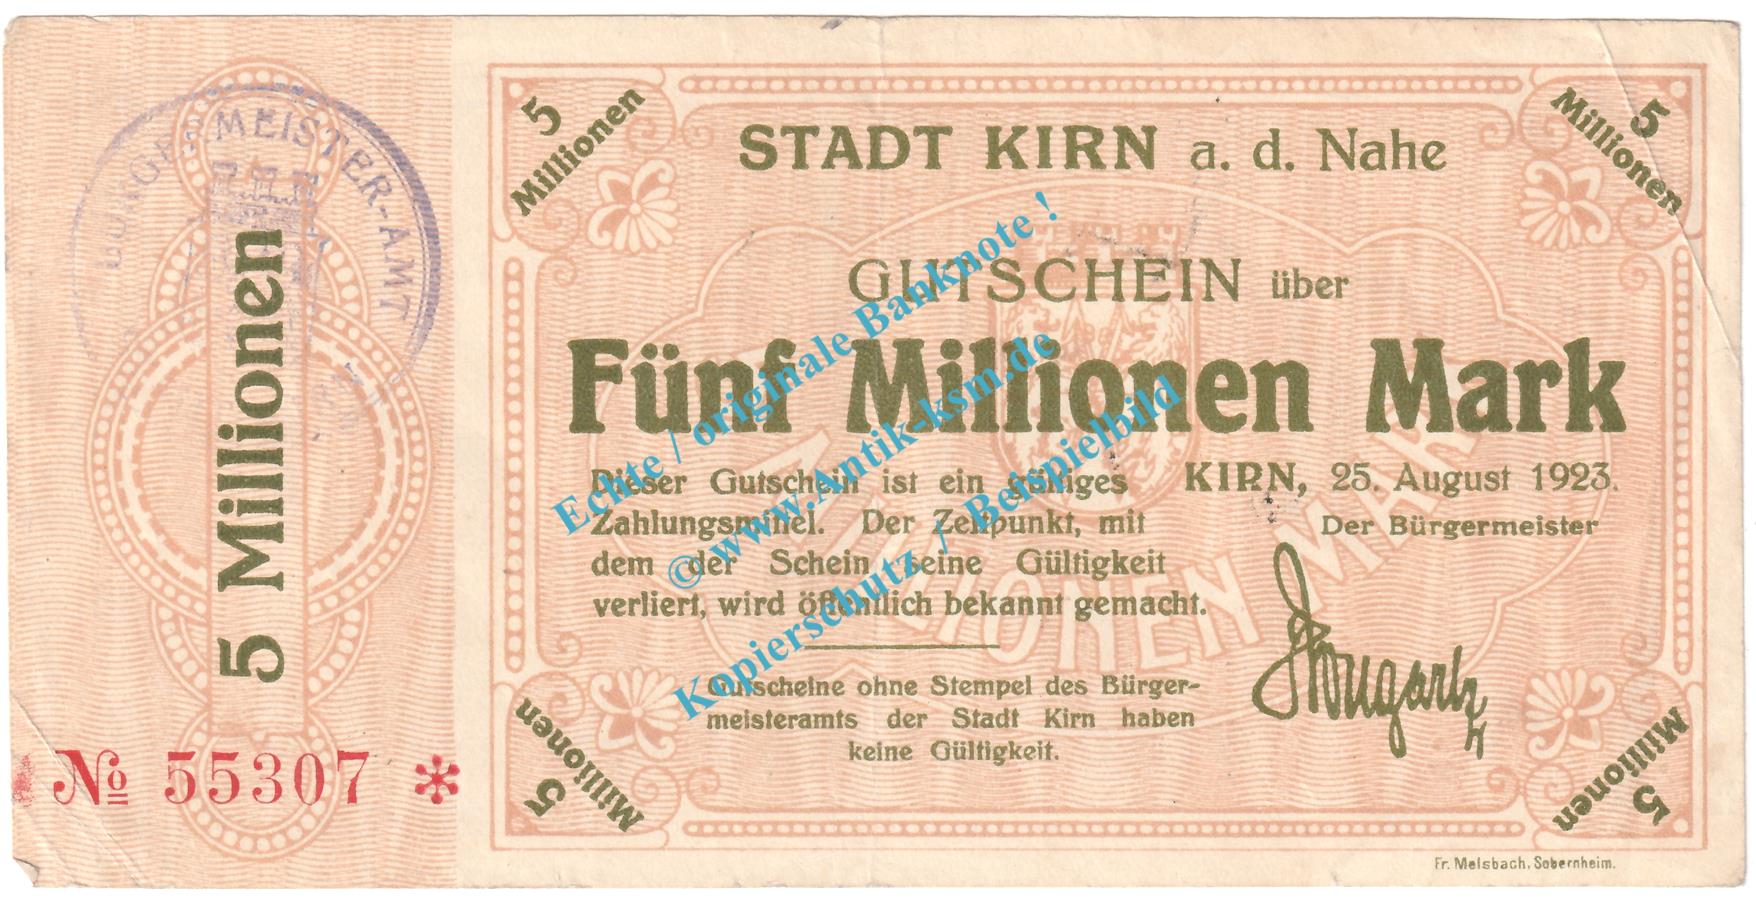 BÜRGERMEISTER-AMT
5 Millionen
№ 55307 *
5 Millionen
5 Millionen
STADT KIRN a. d. Nahe
GUTSCHEIN über
Fünf Millionen Mark
Dieser Gutschein ist ein gültiges
Zahlungsmittel. Der Zeitpunkt, mit
dem der Schein seine Gültigkeit
verliert, wird öffentlich bekannt gemacht.
KIRN, 25. August 1923.
Der Bürgermeister
Gutscheine ohne Stempel des Bürger-
meisteramts der Stadt Kirn haben
keine Gültigkeit.
5 Millionen
5 Millionen
MILLIONEN MARK
Fr. Melsbach, Sobernheim.
Echte / originale Banknote !
© www.Antik-ksm.de
Kopierschutz / Beispielbild